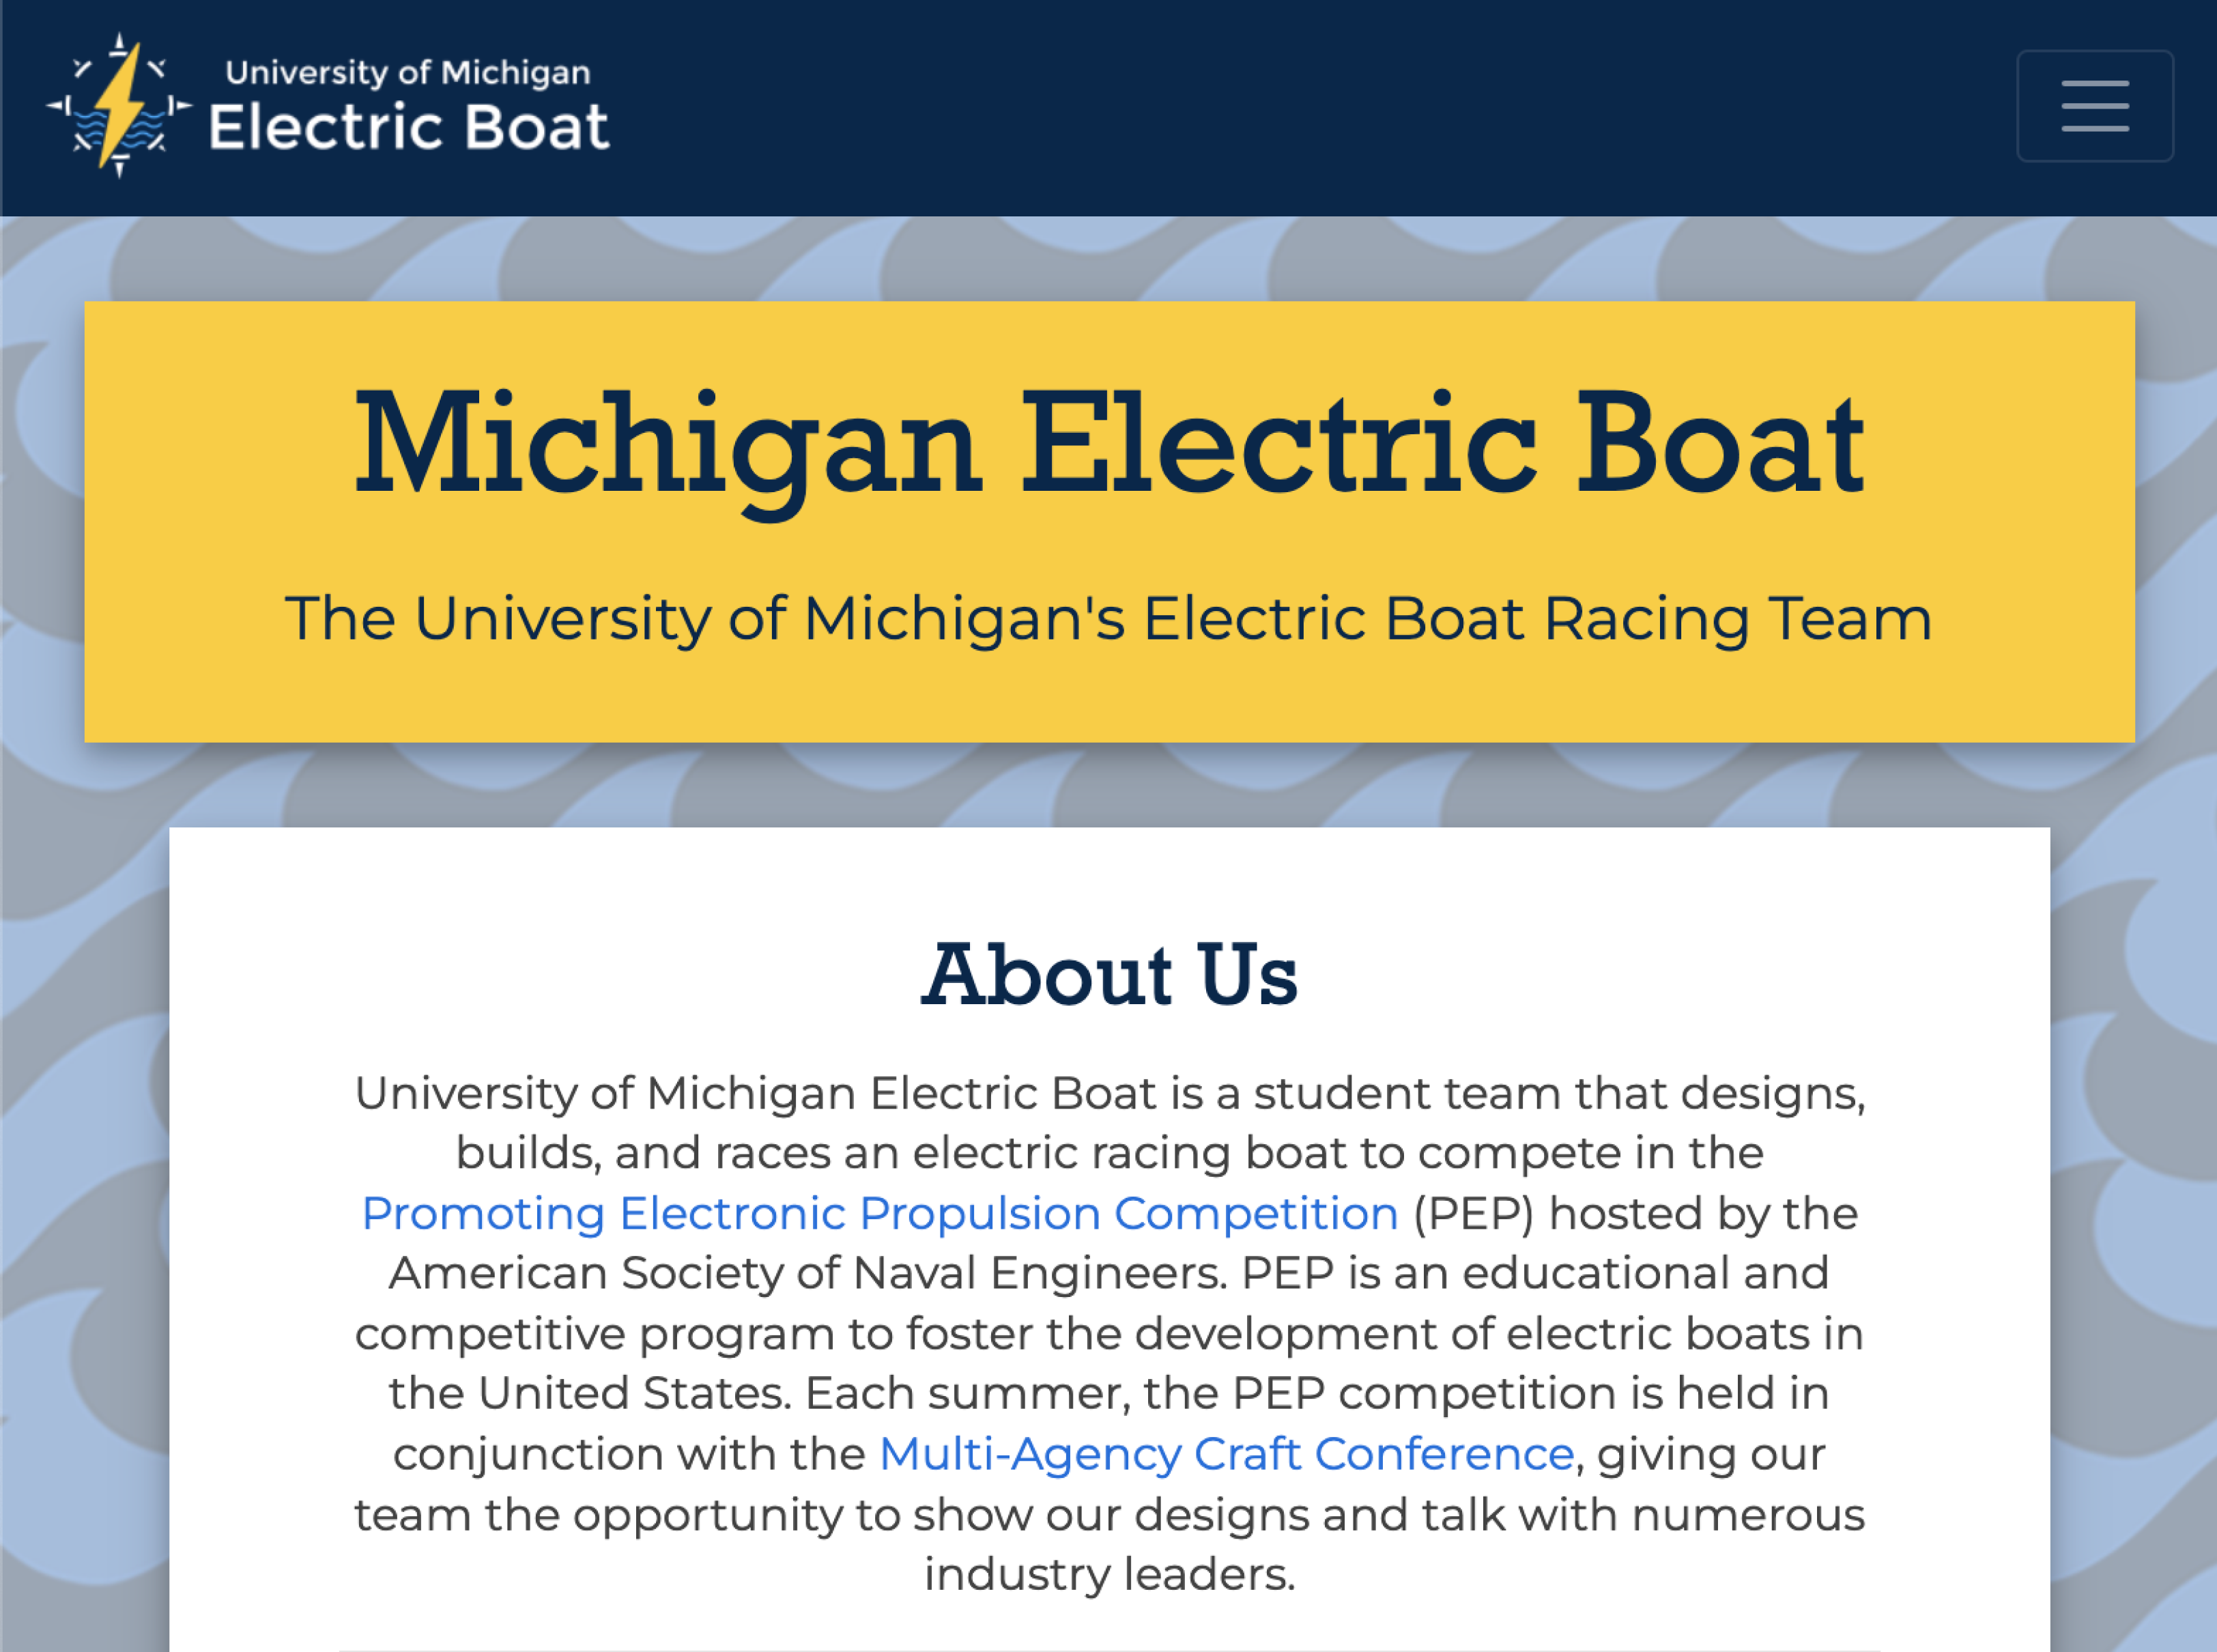 University of Michigan
Electric Boat
Michigan Electric Boat
The University of Michigan's Electric Boat Racing Team
About Us
University of Michigan Electric Boat is a student team that designs,
builds, and races an electric racing boat to compete in the
Promoting Electronic Propulsion Competition (PEP) hosted by the
American Society of Naval Engineers. PEP is an educational and
competitive program to foster the development of electric boats in
the United States. Each summer, the PEP competition is held in
conjunction with the Multi-Agency Craft Conference, giving our
team the opportunity to show our designs and talk with numerous
industry leaders.